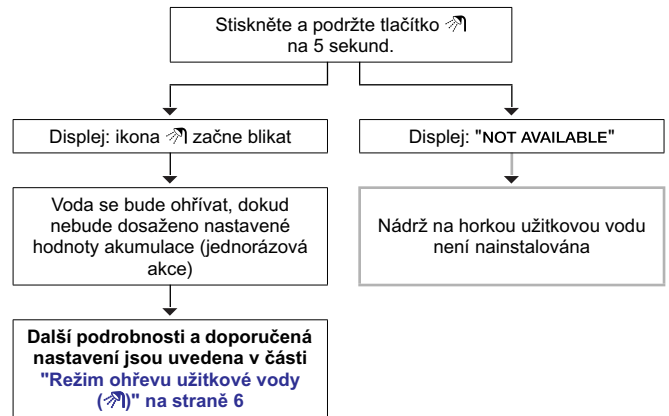 Stiskněte a podržte tlačítko
na 5 sekund.
Displej: ikona začne blikat
Displej: "NOT AVAILABLE"
Voda se bude ohřívat, dokud
nebude dosaženo nastavené
hodnoty akumulace (jednorázová
akce)
Nádrž na horkou užitkovou vodu
není nainstalována
Další podrobnosti a doporučená
nastavení jsou uvedena v části
"Režim ohřevu užitkové vody
()" na straně 6